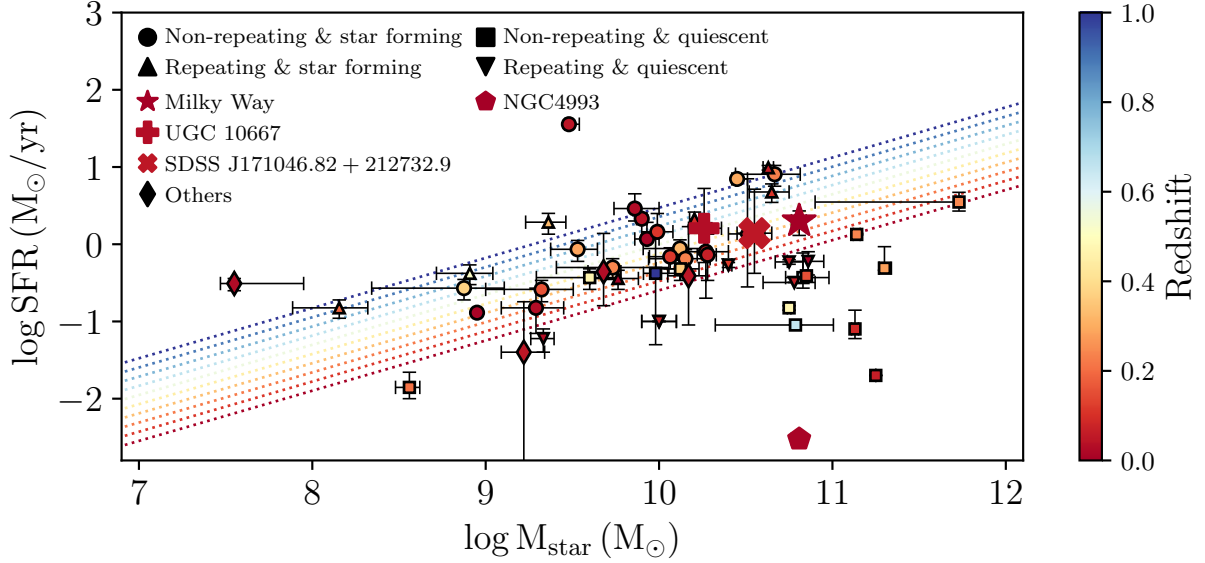 3
2
1
0
−1
−2
log SFR (M⊙/yr)
Non-repeating & star forming
Repeating & star forming
Milky Way
UGC 10667
SDSS J171046.82 + 212732.9
Others
Non-repeating & quiescent
Repeating & quiescent
NGC4993
7 8 9 10 11 12
log Mstar (M⊙)
1.0
0.8
0.6
0.4
0.2
0.0
Redshift